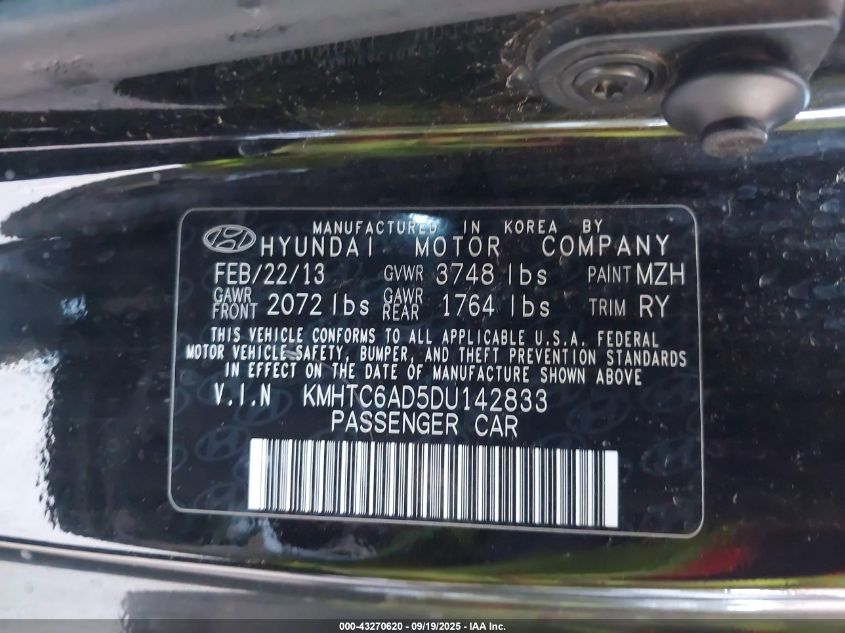 MANUFACTURED IN KOREA BY
HYUNDAI MOTOR COMPANY
FEB/22/13 GVWR 3748 lbs PAINT MZH
GAWR FRONT 2072 lbs GAWR REAR 1764 lbs TRIM RY
THIS VEHICLE CONFORMS TO ALL APPLICABLE U.S.A. FEDERAL
MOTOR VEHICLE SAFETY, BUMPER, AND THEFT PREVENTION STANDARDS
IN EFFECT ON THE DATE OF MANUFACTURE SHOWN ABOVE
V.I.N KMHTC6AD5DU142833
PASSENGER CAR
000-43270620 - 09/19/2025 - IAA Inc.